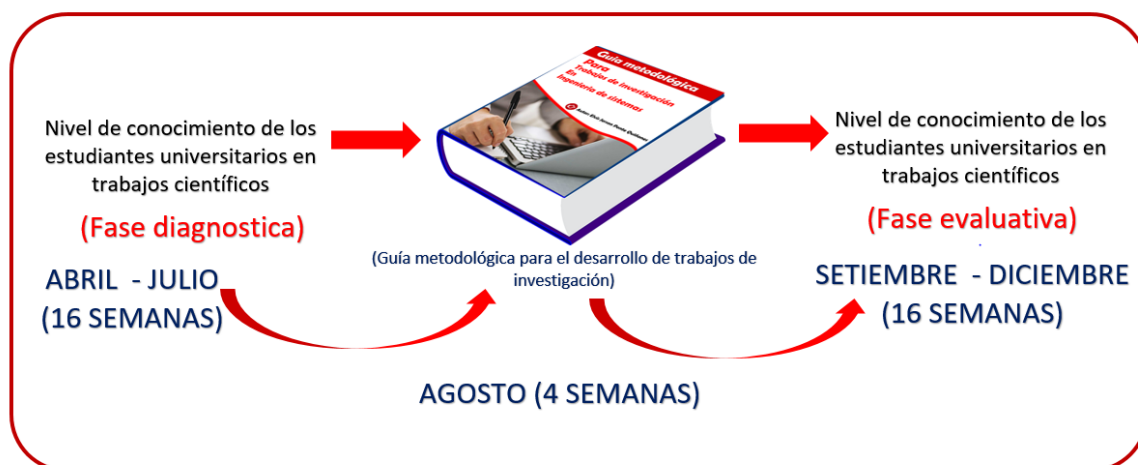 Nivel de conocimiento de los
estudiantes universitarios en
trabajos científicos
(Fase diagnostica)
ABRIL - JULIO
(16 SEMANAS)
Guía metodológica
Para
Trabajos de investigación
En
Ingeniería de sistemas
(Guía metodológica para el desarrollo de trabajos de
investigación)
AGOSTO (4 SEMANAS)
Nivel de conocimiento de los
estudiantes universitarios en
trabajos científicos
(Fase evaluativa)
SETIEMBRE - DICIEMBRE
(16 SEMANAS)